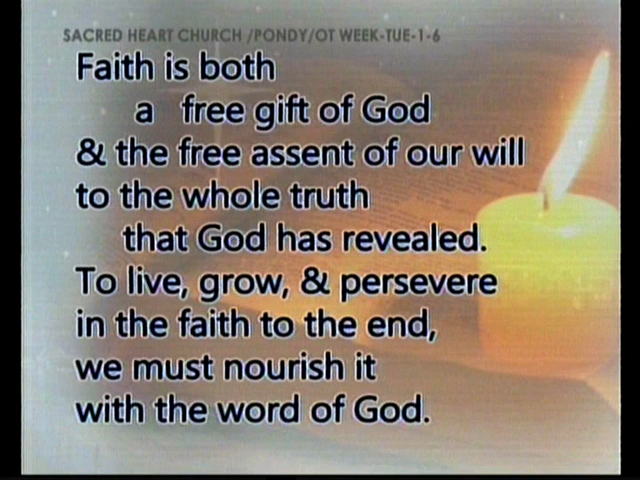 SACRED HEART CHURCH /PONDY/OT WEEK-TUE-1-6
Faith is both
a free gift of God
& the free assent of our will
to the whole truth
that God has revealed.
To live, grow, & persevere
in the faith to the end,
we must nourish it
with the word of God.